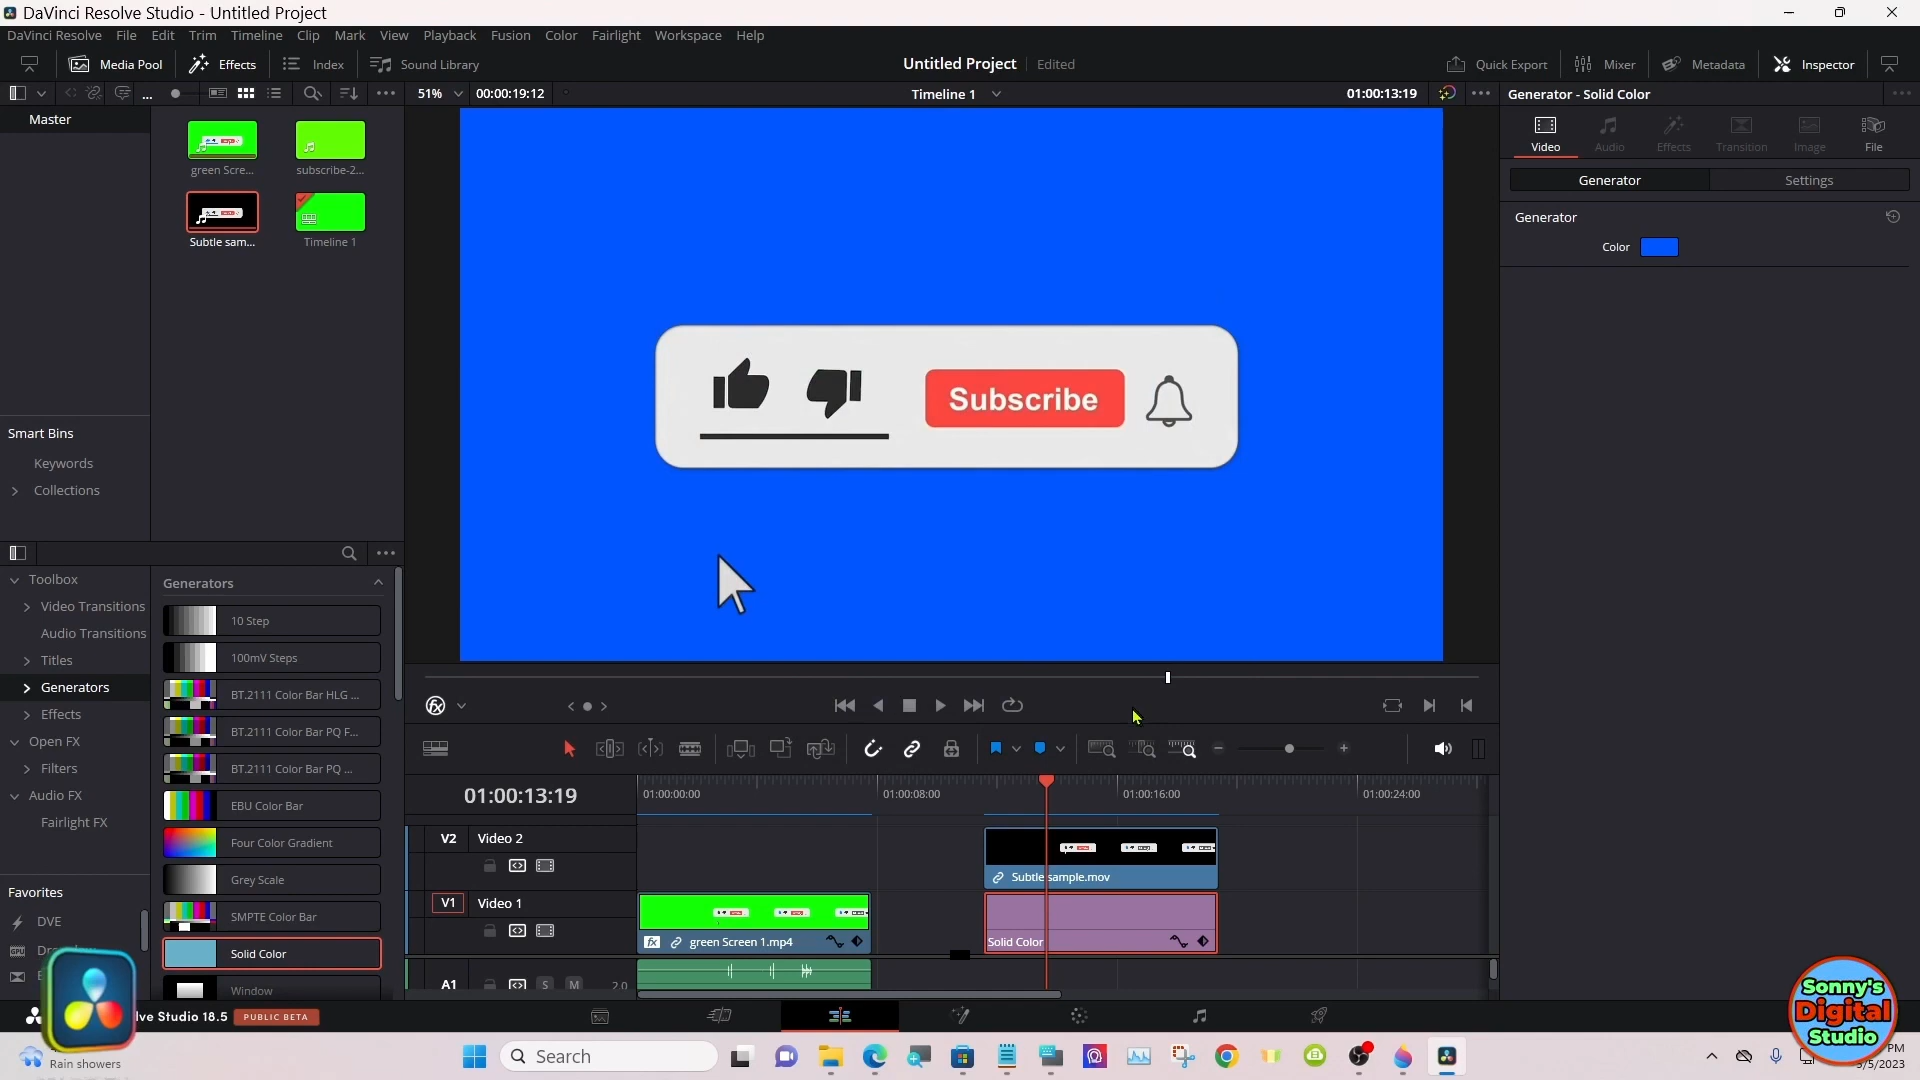 DaVinci Resolve Studio - Untitled Project
DaVinci Resolve File Edit Trim Timeline Clip Mark View Playback Fusion Color Fairlight Workspace Help
Media Pool Effects Index Sound Library Untitled Project Edited Quick Export Mixer Metadata Inspector
... 51% 00:00:19:12 Timeline 1 01:00:13:19 Generator - Solid Color
Master
green Scre... subscribe-2...
Subtle sam... Timeline 1
Video Audio Effects Transition Image File
Generator Settings
Generator
Color
Subscribe
Smart Bins
Keywords
Collections
Toolbox
Video Transitions
Audio Transitions
Titles
Generators
Effects
Open FX
Filters
Audio FX
Fairlight FX
Favorites
DVE
Generators
10 Step
100mV Steps
BT.2111 Color Bar HLG ...
BT.2111 Color Bar PQ F...
BT.2111 Color Bar PQ ...
EBU Color Bar
Four Color Gradient
Grey Scale
SMPTE Color Bar
Solid Color
Window
fx
01:00:13:19 01:00:00:00 01:00:08:00 01:00:16:00 01:00:24:00
V2 Video 2
Subtle sample.mov
V1 Video 1
fx green Screen 1.mp4 Solid Color
A1 S M 2.0
lve Studio 18.5 PUBLIC BETA
Sonny's
Digital
Studio
Rain showers
Search
PM
/5/2023